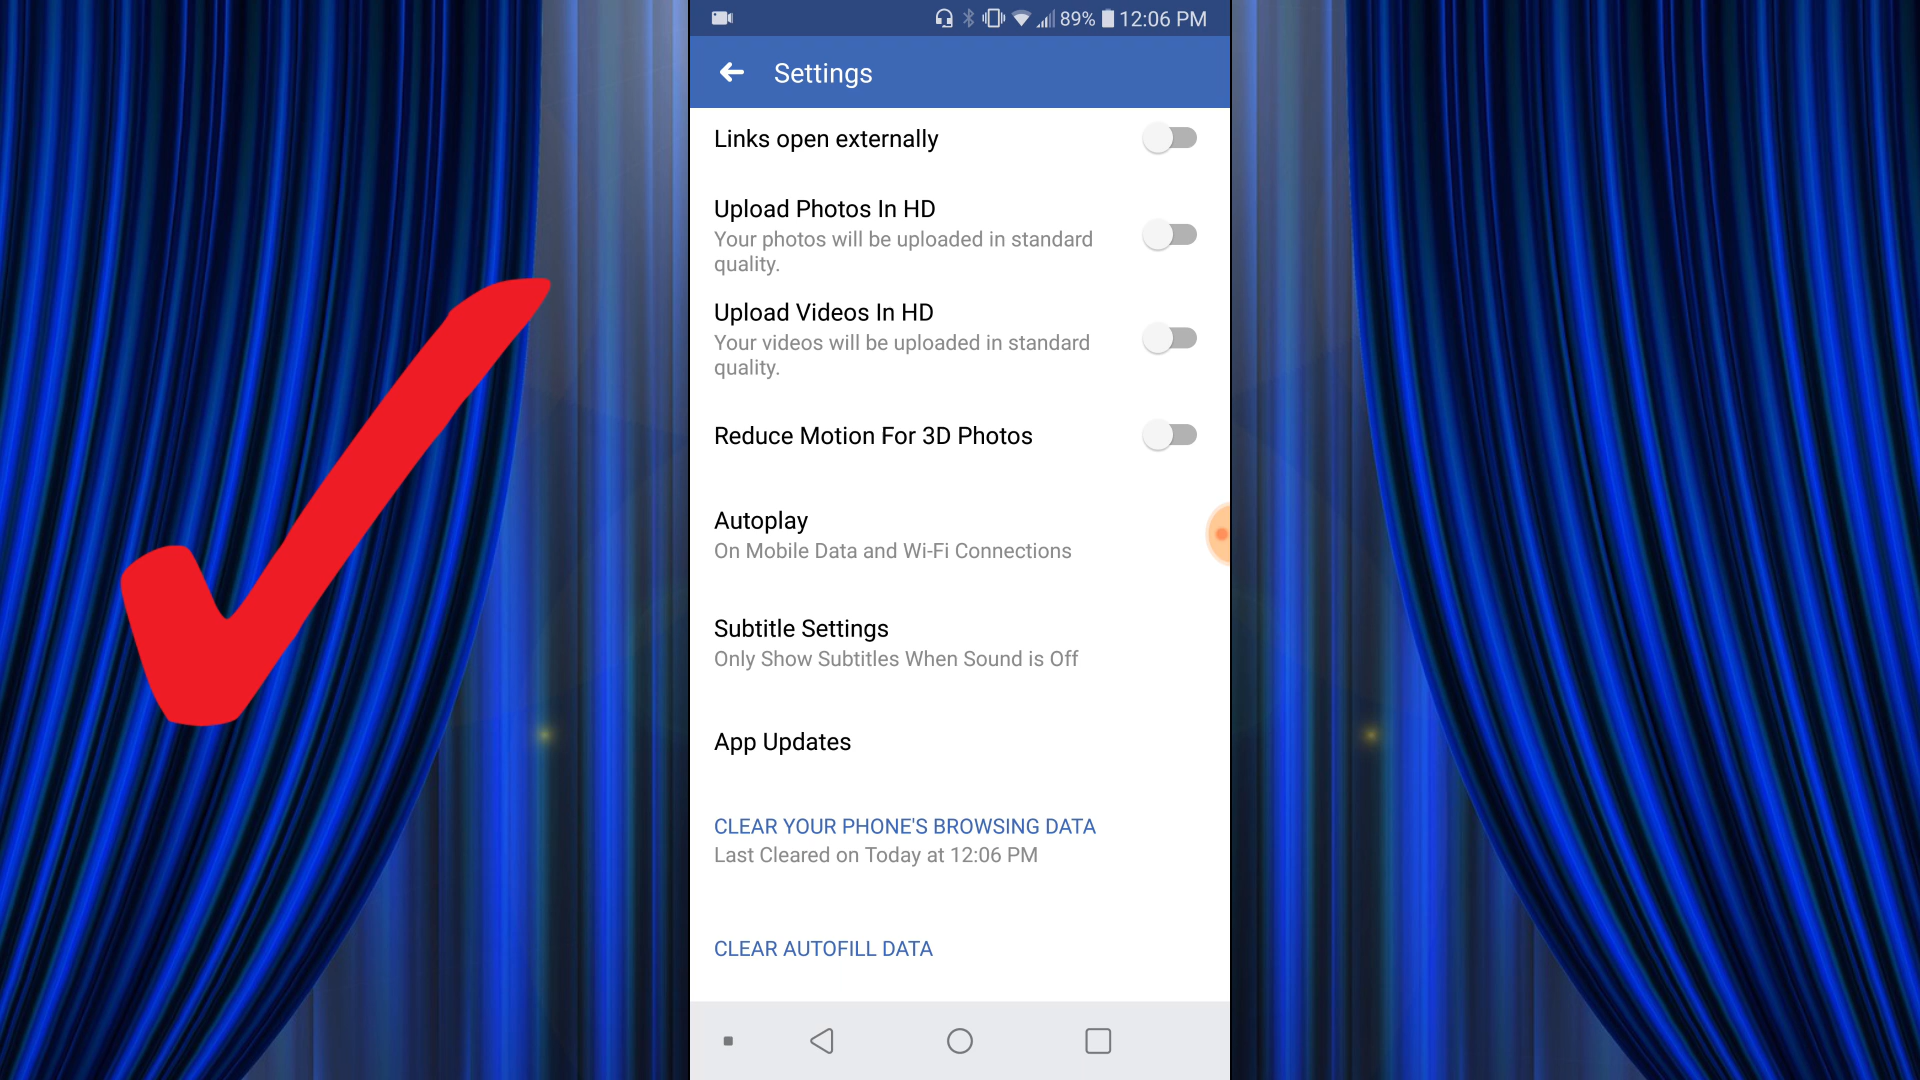 89% 12:06 PM
Settings
Links open externally
Upload Photos In HD
Your photos will be uploaded in standard
quality.
Upload Videos In HD
Your videos will be uploaded in standard
quality.
Reduce Motion For 3D Photos
Autoplay
On Mobile Data and Wi-Fi Connections
Subtitle Settings
Only Show Subtitles When Sound is Off
App Updates
CLEAR YOUR PHONE'S BROWSING DATA
Last Cleared on Today at 12:06 PM
CLEAR AUTOFILL DATA